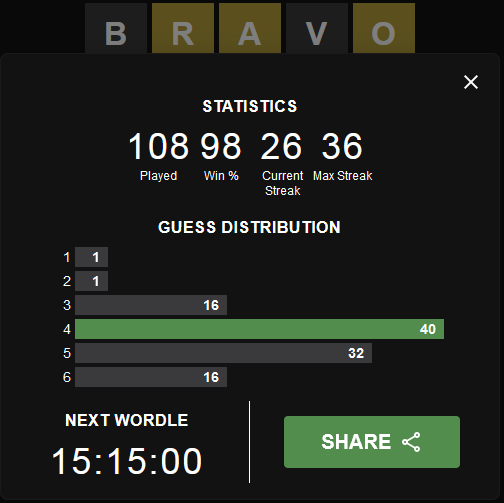 B R A V O
STATISTICS
108 98 26 36
Played Win % Current Streak Max Streak
GUESS DISTRIBUTION
1 1
2 1
3 16
4 40
5 32
6 16
NEXT WORDLE
15:15:00
SHARE